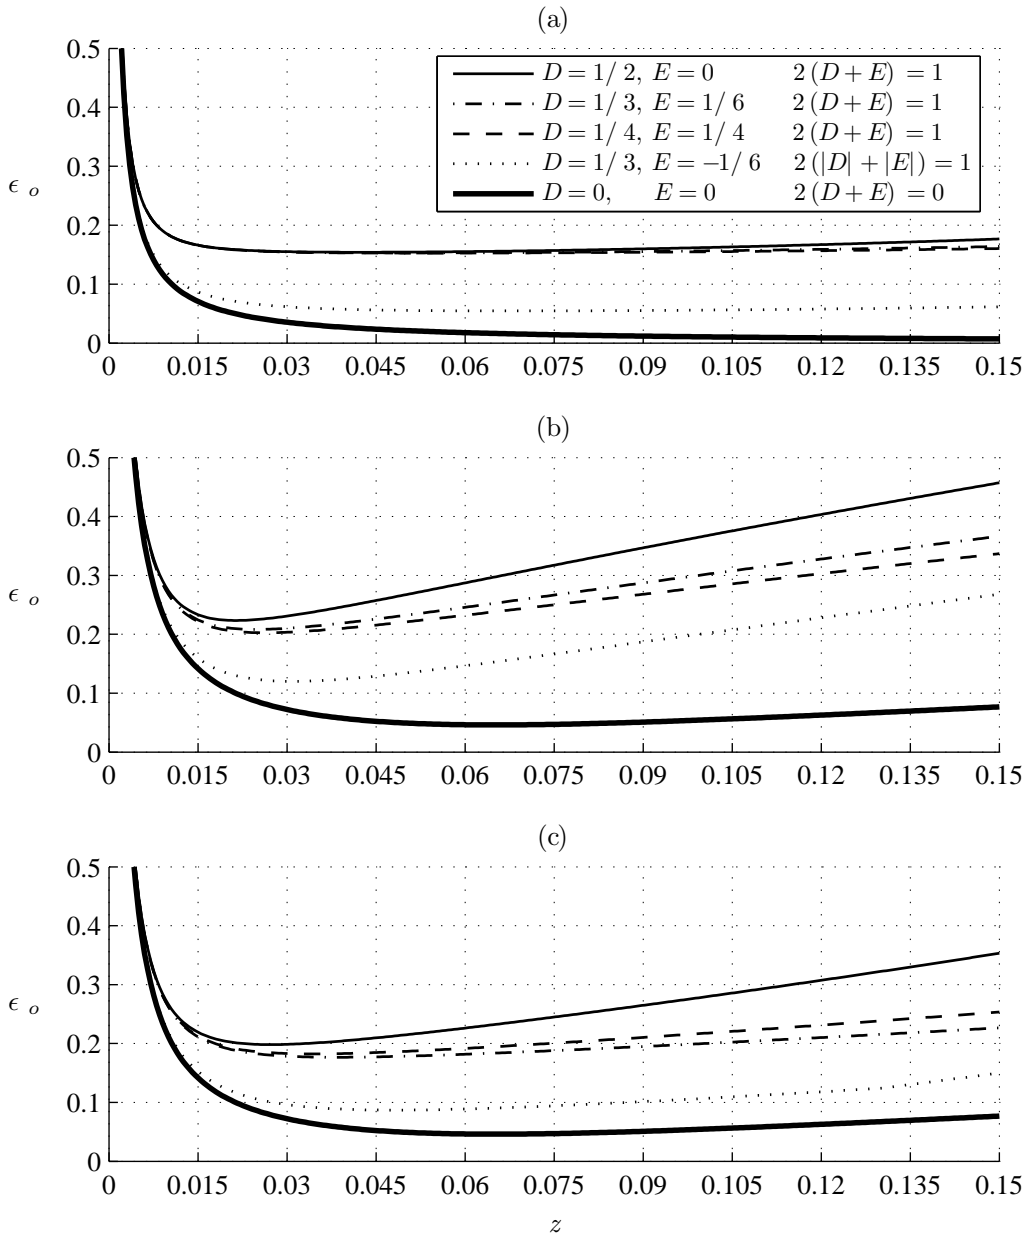 (a)
0.5
0.4
0.3
0.2
0.1
0
ϵ o
D = 1/2, E = 0 2(D + E) = 1
D = 1/3, E = 1/6 2(D + E) = 1
D = 1/4, E = 1/4 2(D + E) = 1
D = 1/3, E = −1/6 2(|D| + |E|) = 1
D = 0, E = 0 2(D + E) = 0
0 0.015 0.03 0.045 0.06 0.075 0.09 0.105 0.12 0.135 0.15
(b)
0.5
0.4
0.3
0.2
0.1
0
ϵ o
0 0.015 0.03 0.045 0.06 0.075 0.09 0.105 0.12 0.135 0.15
(c)
0.5
0.4
0.3
0.2
0.1
0
ϵ o
0 0.015 0.03 0.045 0.06 0.075 0.09 0.105 0.12 0.135 0.15
z